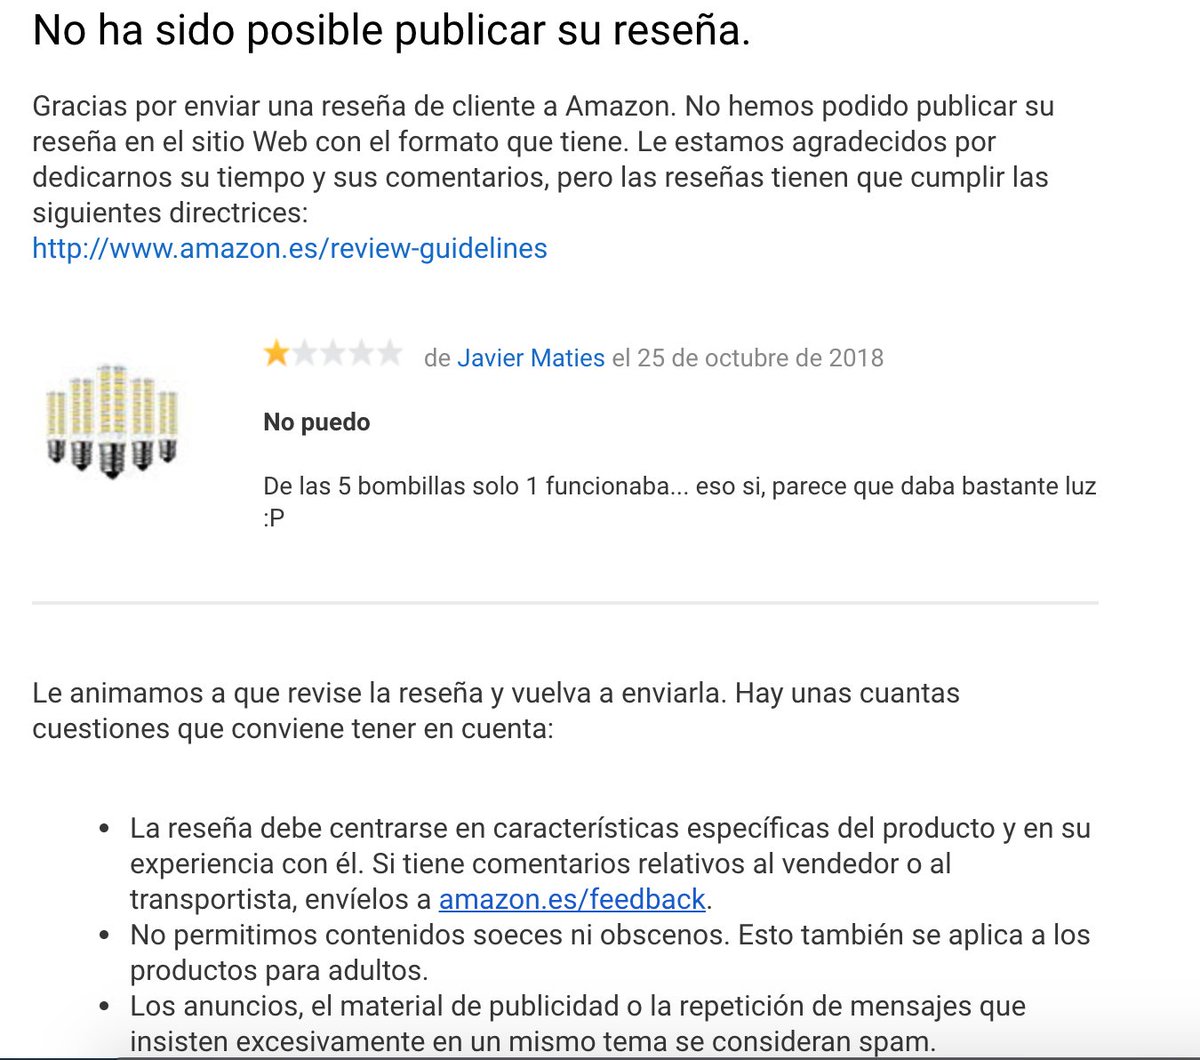 No ha sido posible publicar su reseña.
Gracias por enviar una reseña de cliente a Amazon. No hemos podido publicar su
reseña en el sitio Web con el formato que tiene. Le estamos agradecidos por
dedicarnos su tiempo y sus comentarios, pero las reseñas tienen que cumplir las
siguientes directrices:
http://www.amazon.es/review-guidelines
de Javier Maties el 25 de octubre de 2018
No puedo
De las 5 bombillas solo 1 funcionaba... eso si, parece que daba bastante luz
:P
Le animamos a que revise la reseña y vuelva a enviarla. Hay unas cuantas
cuestiones que conviene tener en cuenta:
• La reseña debe centrarse en características específicas del producto y en su
experiencia con él. Si tiene comentarios relativos al vendedor o al
transportista, envíelos a amazon.es/feedback.
• No permitimos contenidos soeces ni obscenos. Esto también se aplica a los
productos para adultos.
• Los anuncios, el material de publicidad o la repetición de mensajes que
insisten excesivamente en un mismo tema se consideran spam.